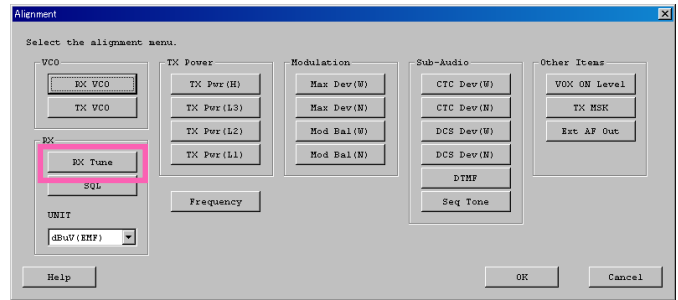 Alignment
Select the alignment menu.
VCO
RX VCO
TX VCO
RX
RX Tune
SQL
UNIT
dBuV(EMF)
TX Power
TX Pwr(H)
TX Pwr(L3)
TX Pwr(L2)
TX Pwr(L1)
Frequency
Modulation
Max Dev(W)
Max Dev(N)
Mod Bal(W)
Mod Bal(N)
Sub-Audio
CTC Dev(W)
CTC Dev(N)
DCS Dev(W)
DCS Dev(N)
DTMF
Seq Tone
Other Items
VOX ON Level
TX MSK
Ext AF Out
Help
OK
Cancel